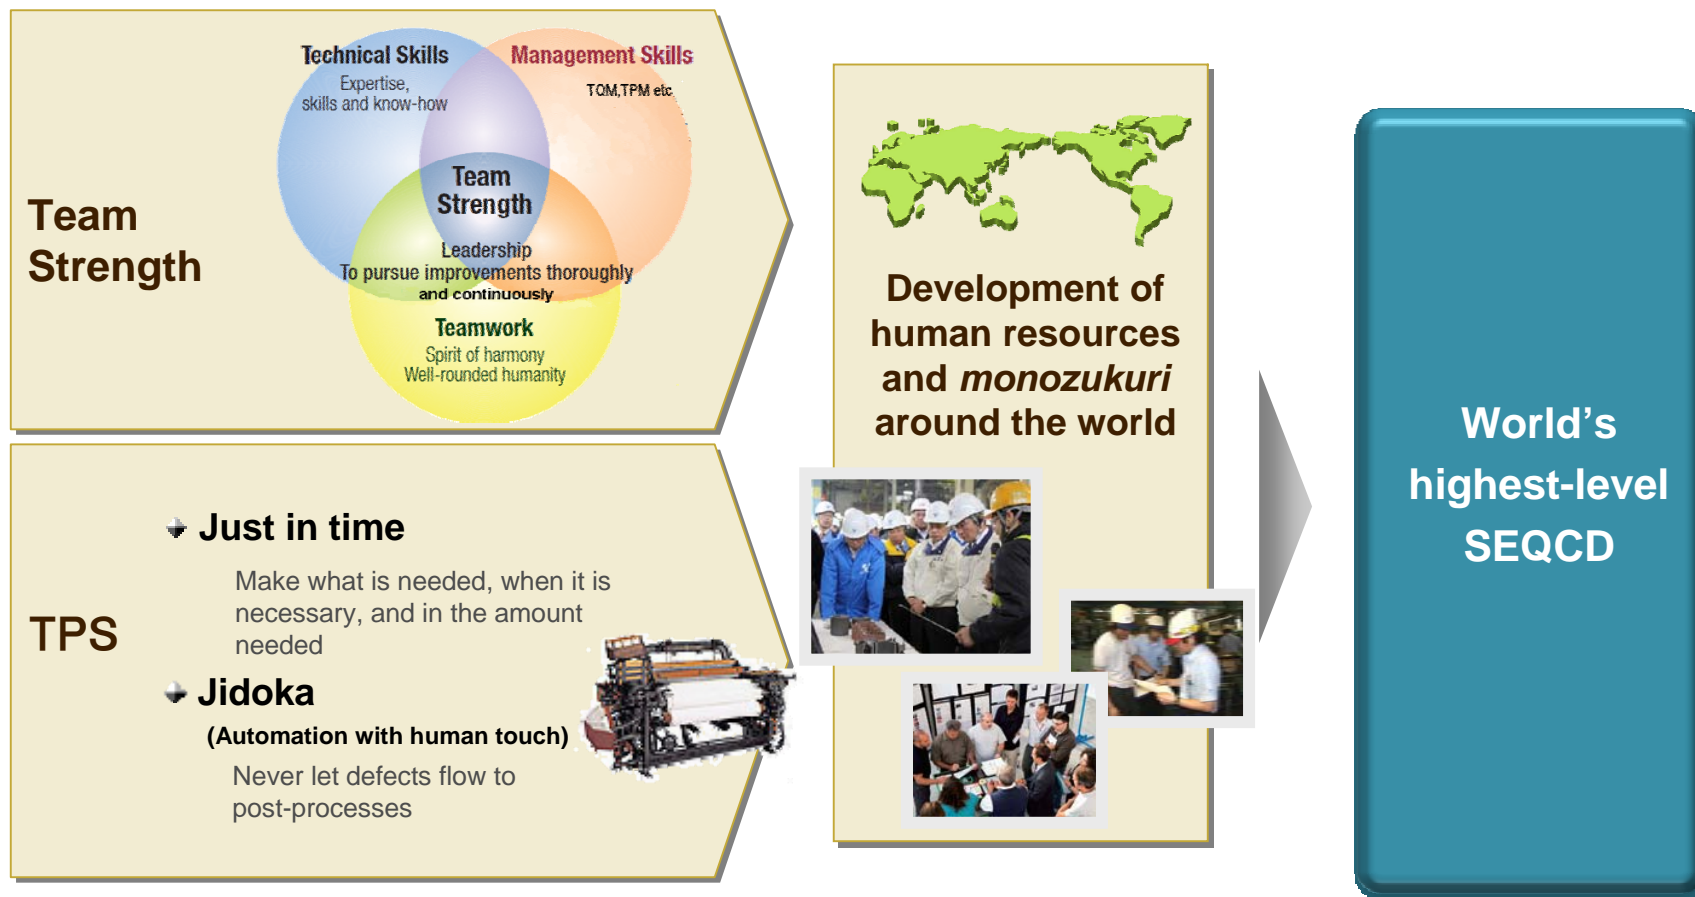 Team
Strength
Technical Skills
Expertise,
skills and know-how
Management Skills
TQM,TPM etc
Team
Strength
Leadership
To pursue improvements thoroughly
and continuously
Teamwork
Spirit of harmony
Well-rounded humanity
TPS
Just in time
Make what is needed, when it is
necessary, and in the amount
needed
Jidoka
(Automation with human touch)
Never let defects flow to
post-processes
Development of
human resources
and monozukuri
around the world
World’s
highest-level
SEQCD